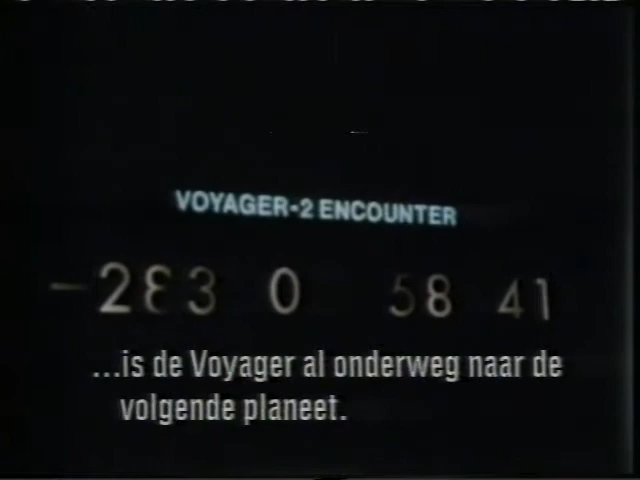 VOYAGER-2 ENCOUNTER
-283 0 58 41
...is de Voyager al onderweg naar de
volgende planeet.